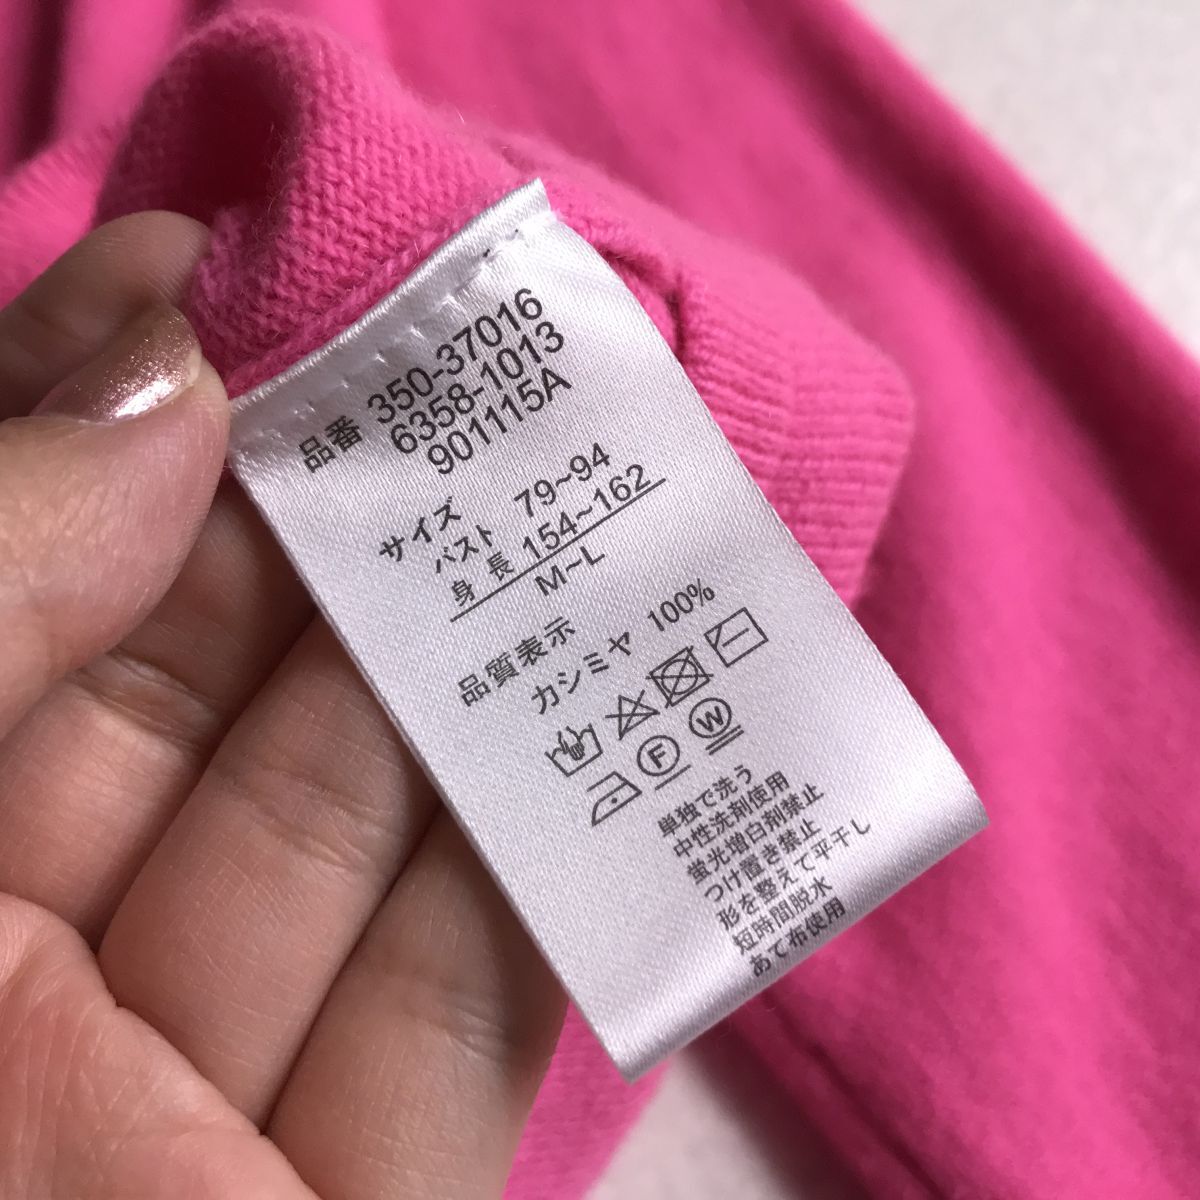 品番 350-37016
6358-1013
901115A
サイズ
バスト 79~94
身長 154~162
M~L
品質表示
カシミヤ 100%
F W
単独で洗う
中性洗剤使用
蛍光増白剤禁止
つけ置き禁止
形を整えて平干し
短時間脱水
あて布使用